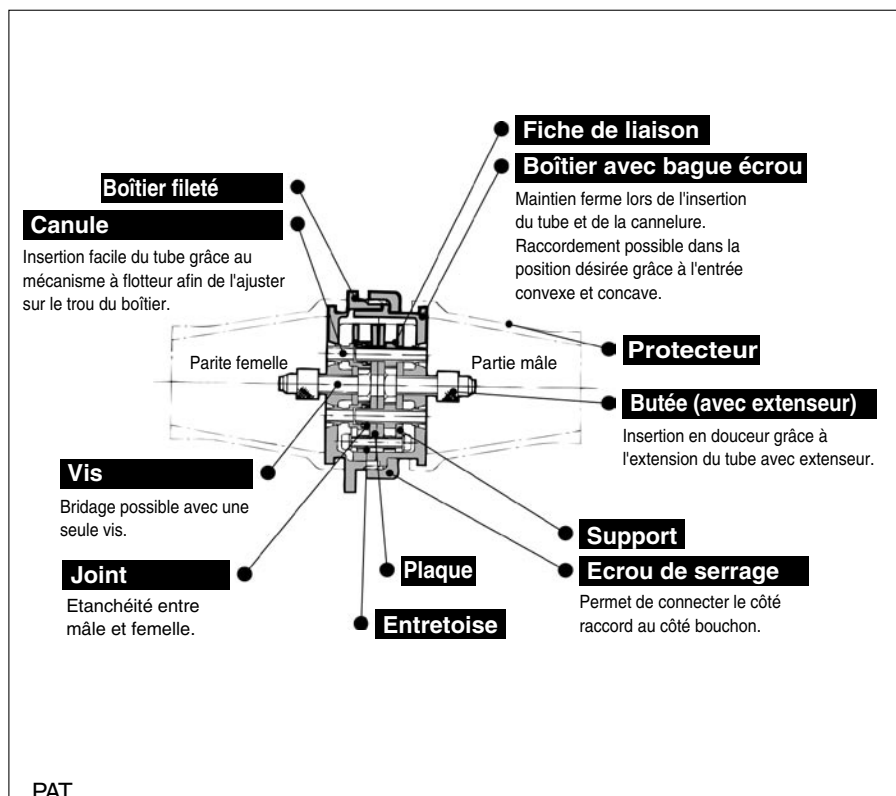 Fiche de liaison
Boîtier avec bague écrou
Maintien ferme lors de l'insertion
du tube et de la cannelure.
Raccordement possible dans la
position désirée grâce à l'entrée
convexe et concave.
Boîtier fileté
Canule
Insertion facile du tube grâce au
mécanisme à flotteur afin de l'ajuster
sur le trou du boîtier.
Parite femelle
Partie mâle
Protecteur
Butée (avec extenseur)
Insertion en douceur grâce à
l'extension du tube avec extenseur.
Vis
Bridage possible avec une
seule vis.
Joint
Etanchéité entre
mâle et femelle.
Plaque
Entretoise
Support
Ecrou de serrage
Permet de connecter le côté
raccord au côté bouchon.
PAT